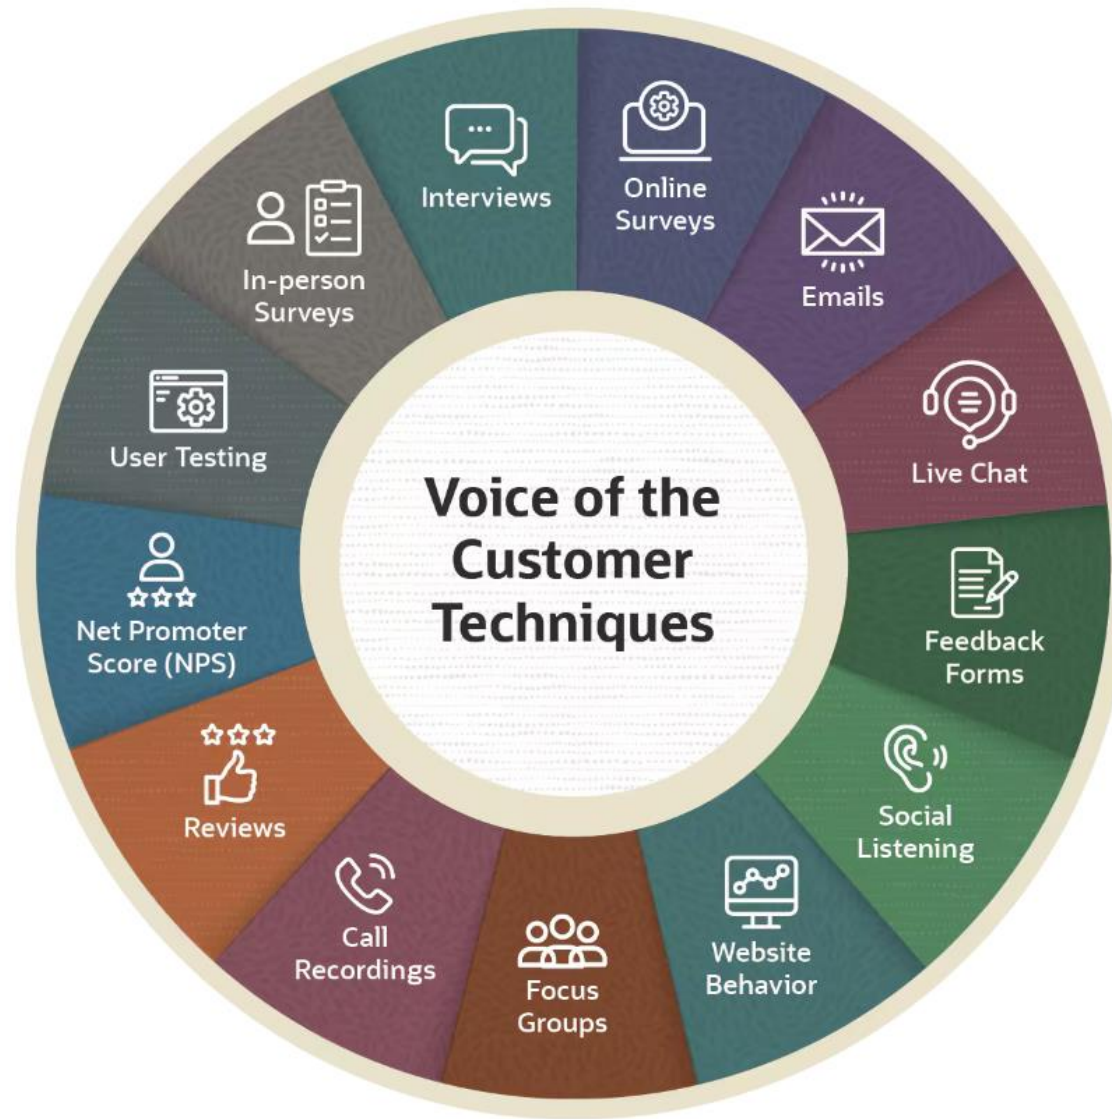 Voice of the
Customer
Techniques
Interviews
Online
Surveys
Emails
Live Chat
Feedback
Forms
Social
Listening
Website
Behavior
Focus
Groups
Call
Recordings
Reviews
Net Promoter
Score (NPS)
User Testing
In-person
Surveys